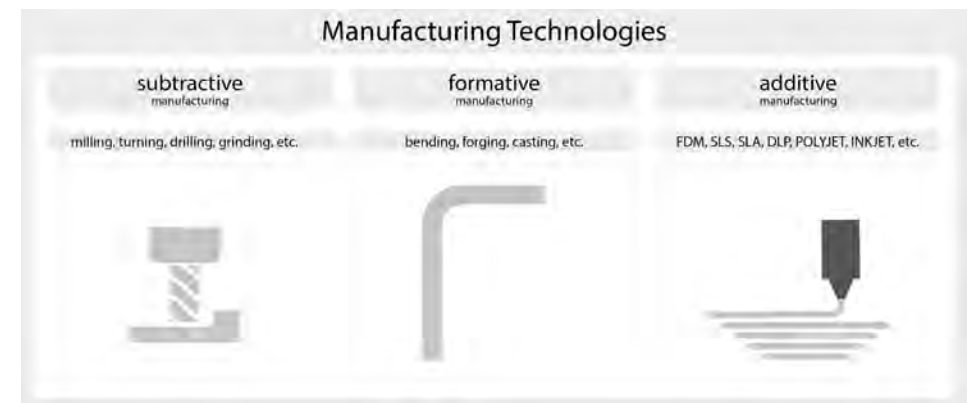 Manufacturing Technologies
subtractive
manufacturing
milling, turning, drilling, grinding, etc.
formative
manufacturing
bending, forging, casting, etc.
additive
manufacturing
FDM, SLS, SLA, DLP, POLYJET, INKJET, etc.